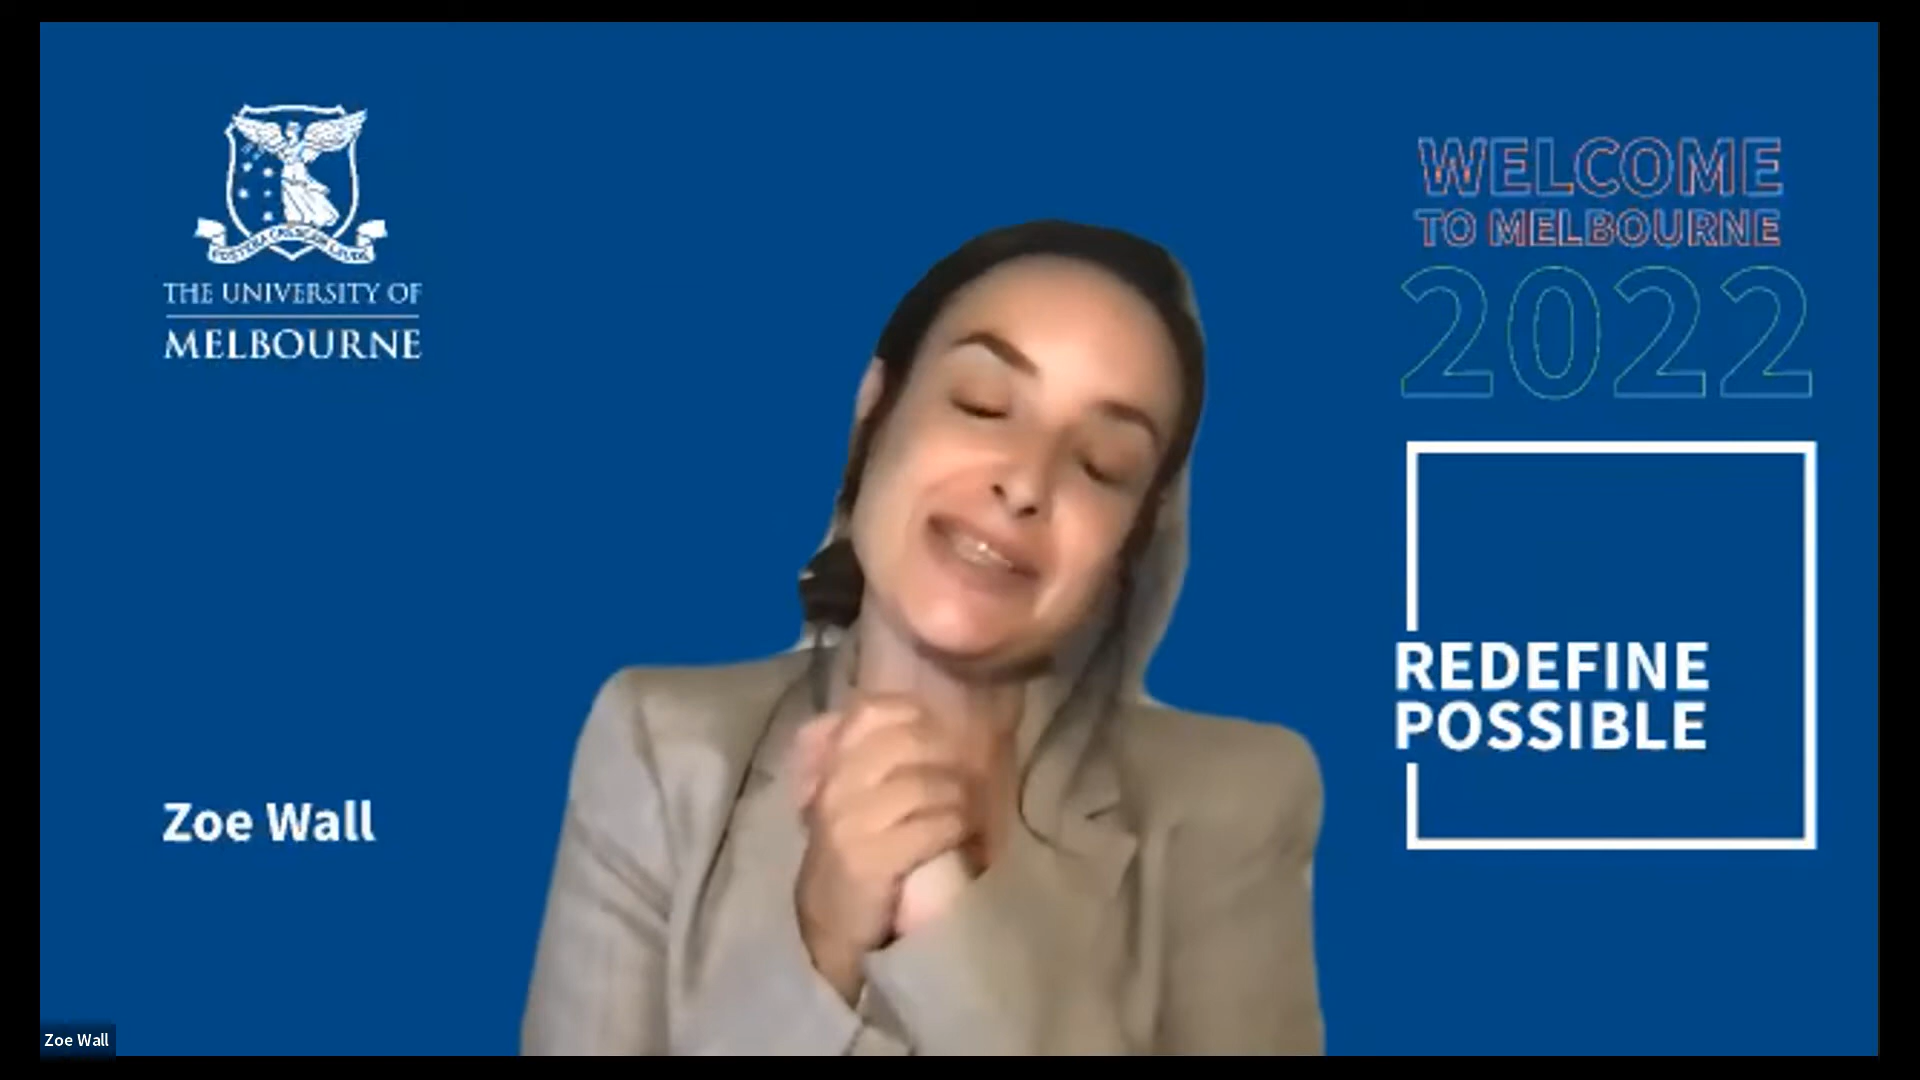 THE UNIVERSITY OF
MELBOURNE
WELCOME
TO MELBOURNE
2022
REDEFINE
POSSIBLE
Zoe Wall
Zoe Wall